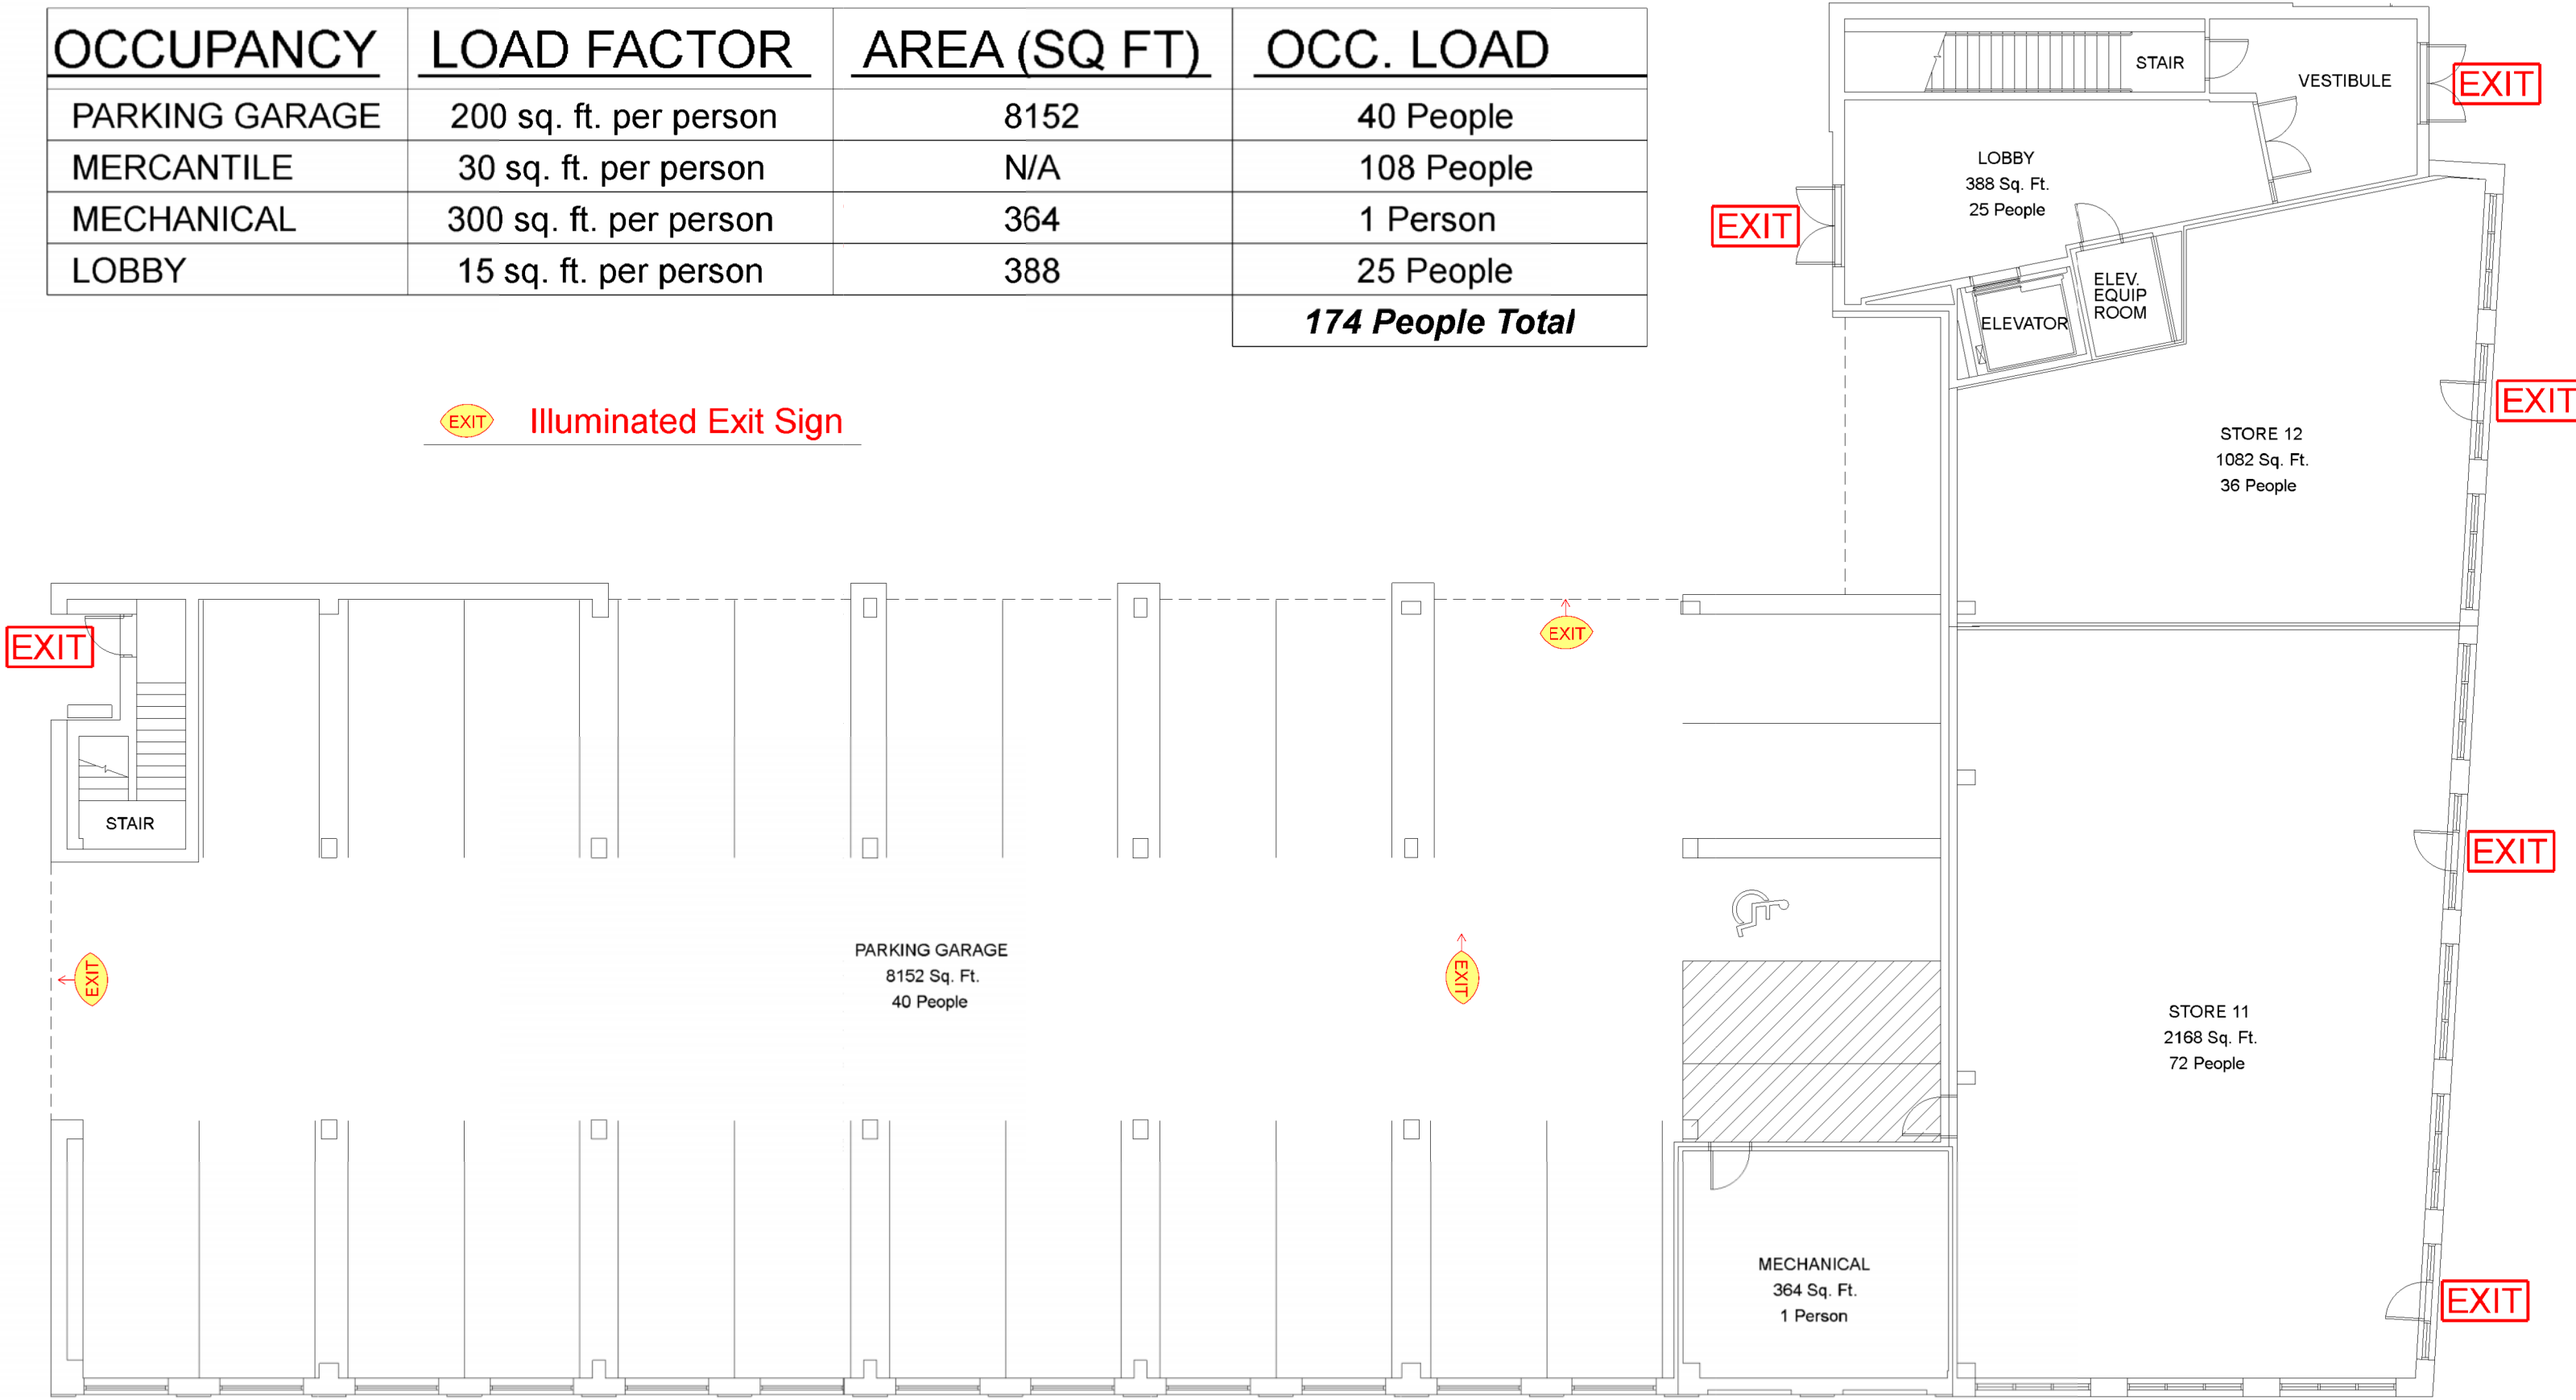 OCCUPANCY LOAD FACTOR AREA (SQ FT) OCC. LOAD
PARKING GARAGE 200 sq. ft. per person 8152 40 People
MERCANTILE 30 sq. ft. per person N/A 108 People
MECHANICAL 300 sq. ft. per person 364 1 Person
LOBBY 15 sq. ft. per person 388 25 People
174 People Total
EXIT Illuminated Exit Sign
STAIR
VESTIBULE
EXIT
LOBBY
388 Sq. Ft.
25 People
EXIT
ELEV.
EQUIP
ROOM
ELEVATOR
EXIT
STORE 12
1082 Sq. Ft.
36 People
EXIT
EXIT
STAIR
EXIT
EXIT
PARKING GARAGE
8152 Sq. Ft.
40 People
EXIT
EXIT
STORE 11
2168 Sq. Ft.
72 People
MECHANICAL
364 Sq. Ft.
1 Person
EXIT